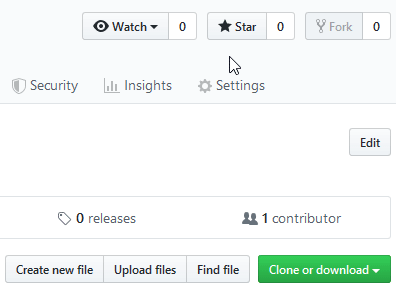 Watch 0 Star 0 Fork 0
Security Insights Settings
Edit
0 releases 1 contributor
Create new file Upload files Find file Clone or download